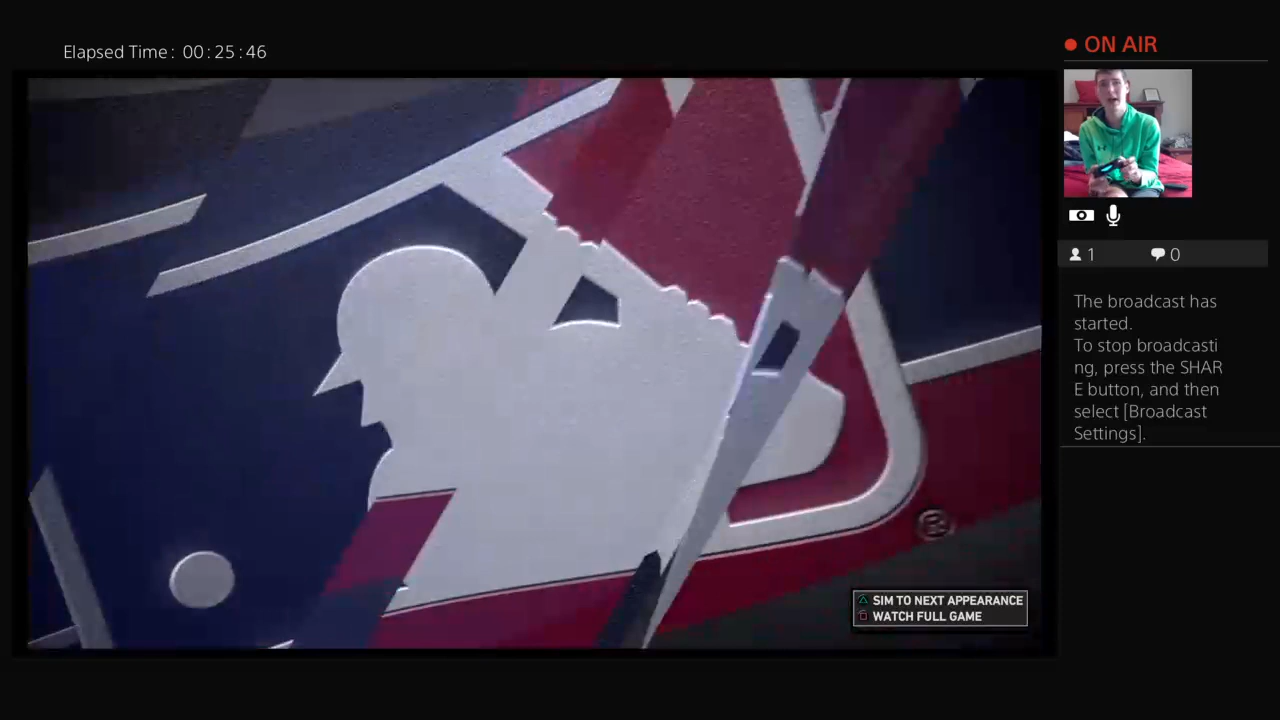 Elapsed Time: 00:25:46
ON AIR
1 0
The broadcast has
started.
To stop broadcasti
ng, press the SHAR
E button, and then
select [Broadcast
Settings].
®
SIM TO NEXT APPEARANCE
WATCH FULL GAME